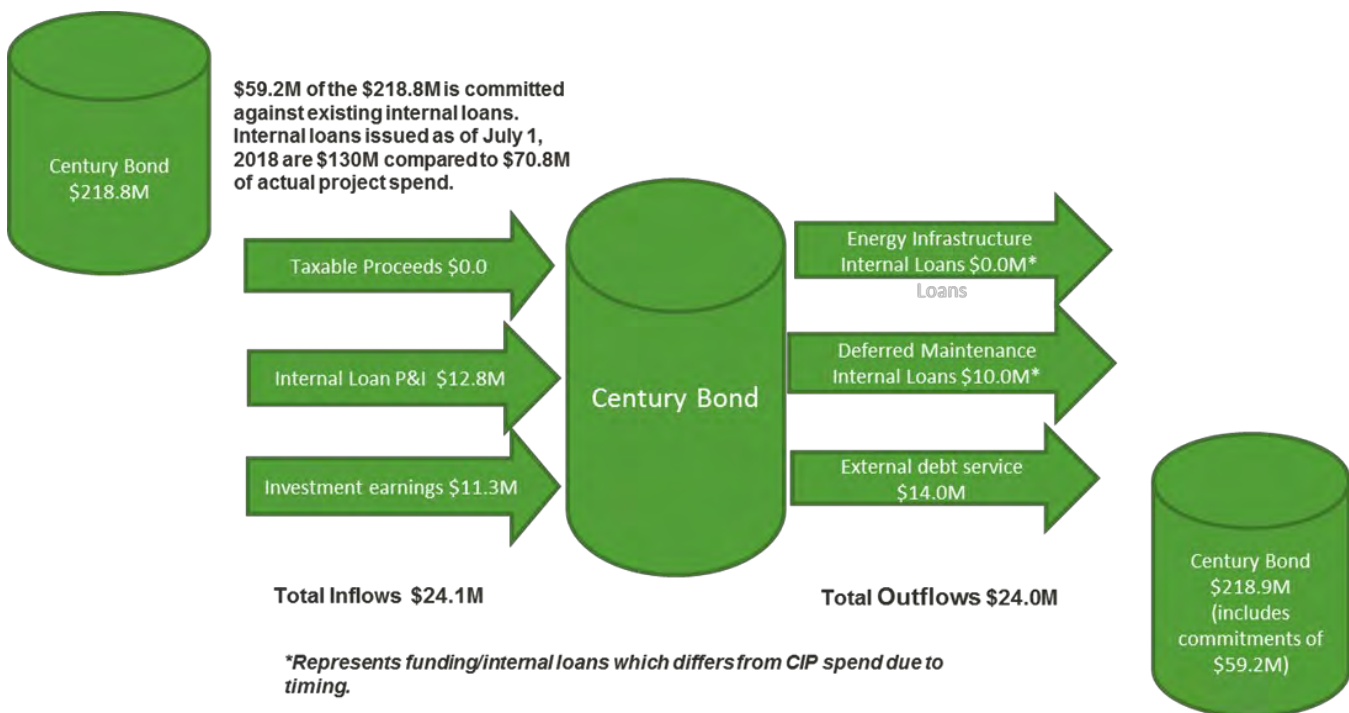 Century Bond
$218.8M
$59.2M of the $218.8M is committed
against existing internal loans.
Internal loans issued as of July 1,
2018 are $130M compared to $70.8M
of actual project spend.
Taxable Proceeds $0.0
Internal Loan P&I $12.8M
Investment earnings $11.3M
Total Inflows $24.1M
Century Bond
Energy Infrastructure
Internal Loans $0.0M*
Loans
Deferred Maintenance
Internal Loans $10.0M*
External debt service
$14.0M
Total Outflows $24.0M
Century Bond
$218.9M
(includes
commitments of
$59.2M)
*Represents funding/internal loans which differs from CIP spend due to
timing.